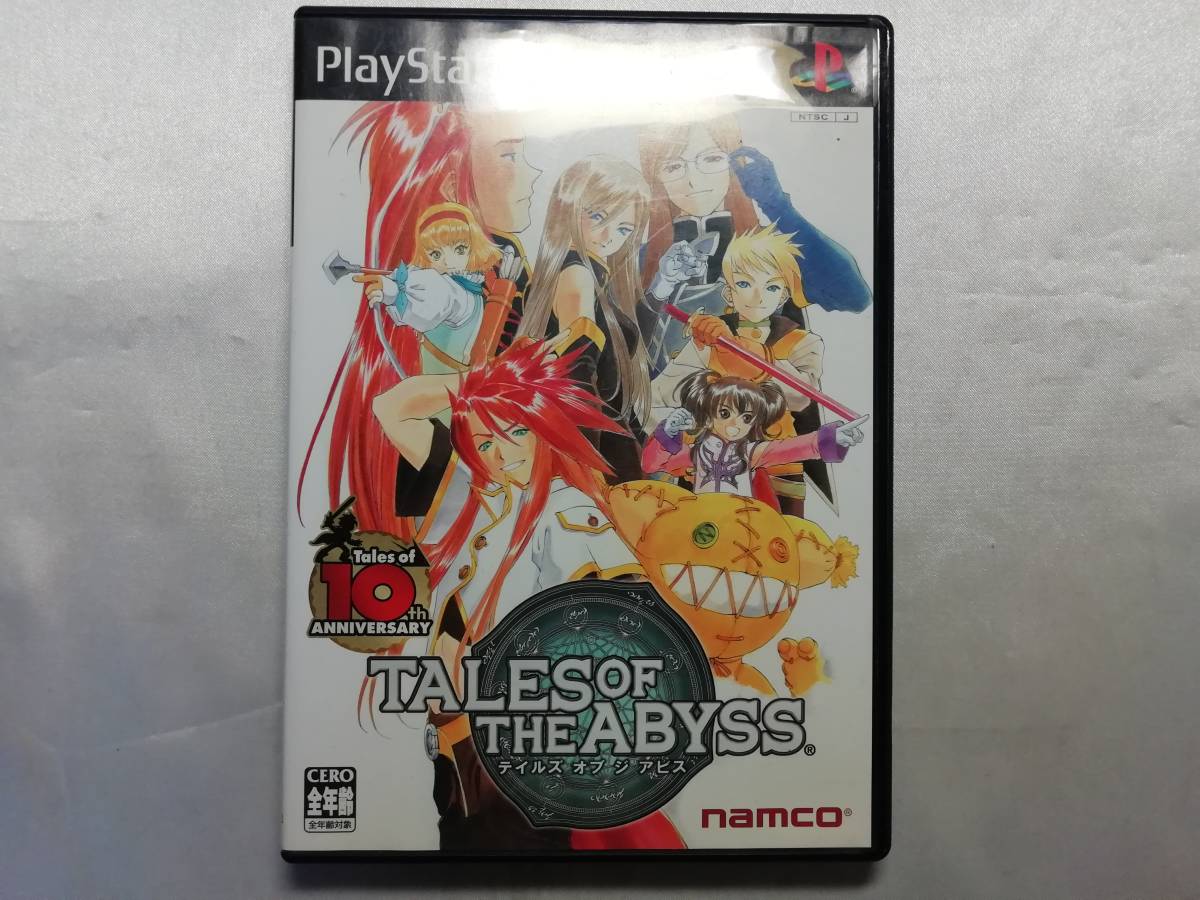 PlaySta
NTSC J
Tales of
10th
ANNIVERSARY
TALES OF
THE ABYSS®
テイルズ オブ ジ アビス
CERO
全年齢
全年齢対象
namco®